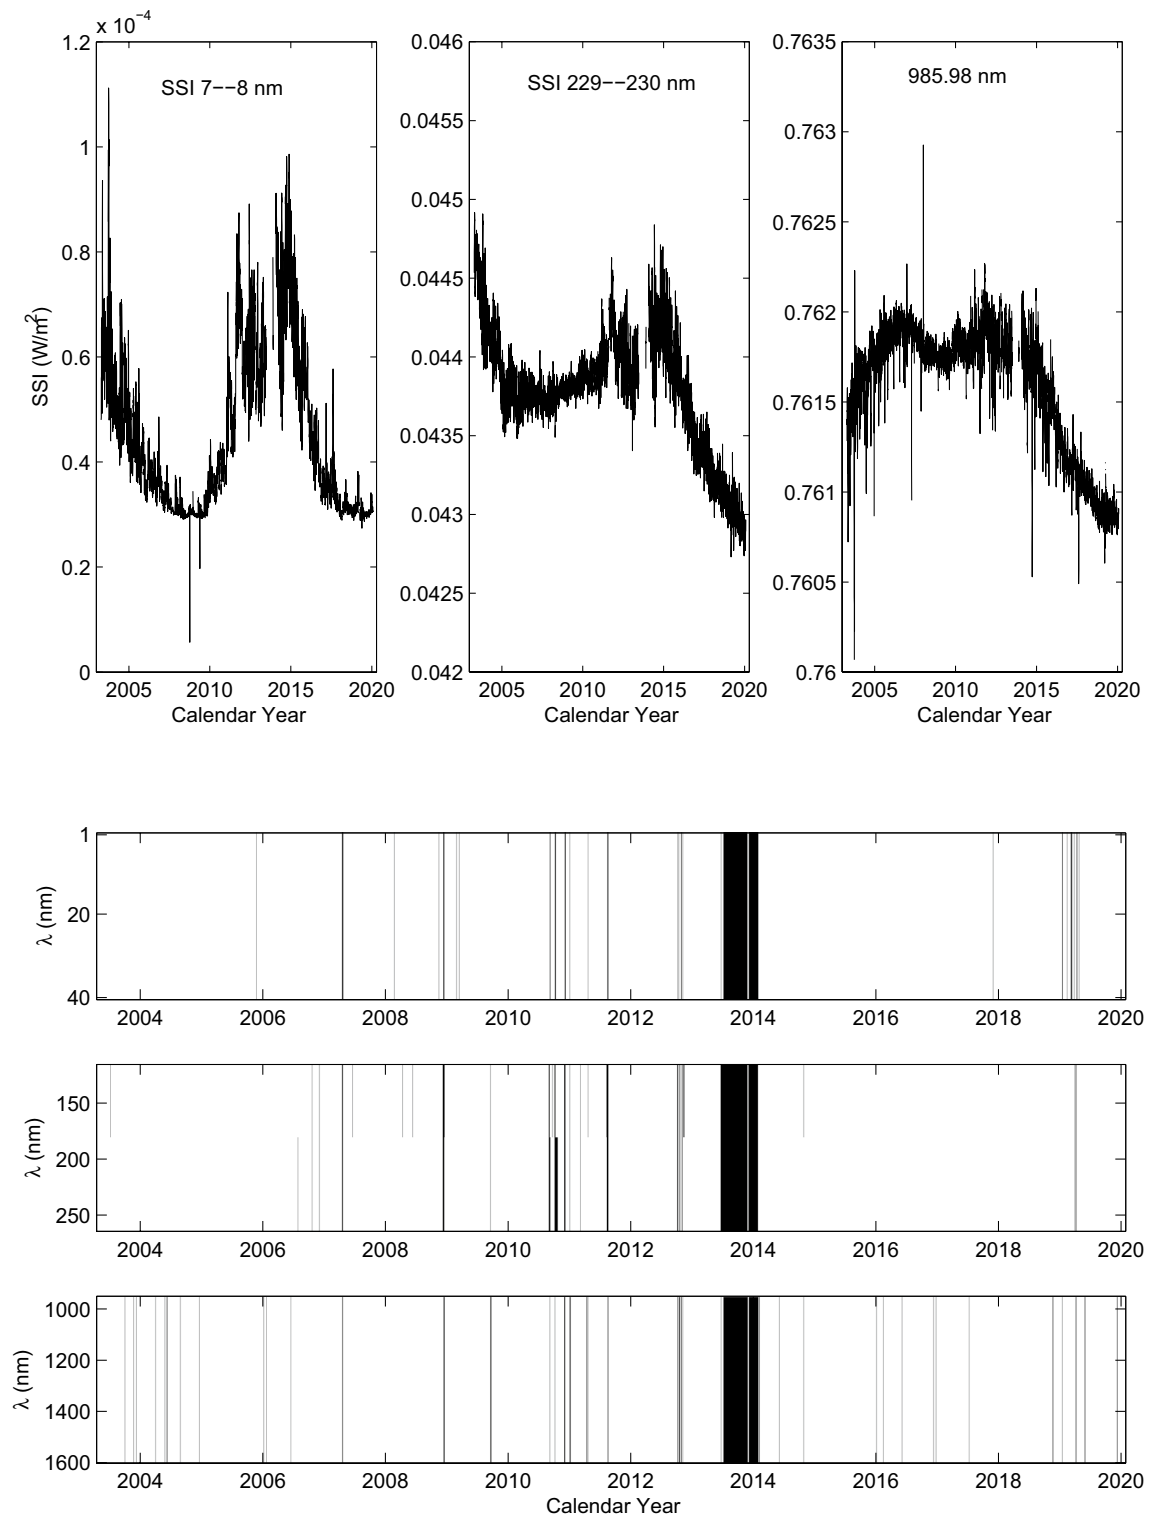 x 10⁻⁴
1.2
1
0.8
0.6
0.4
0.2
0
SSI (W/m²)
SSI 7−−8 nm
2005 2010 2015 2020
Calendar Year
0.046
0.0455
0.045
0.0445
0.044
0.0435
0.043
0.0425
0.042
SSI 229−−230 nm
2005 2010 2015 2020
Calendar Year
0.7635
0.763
0.7625
0.762
0.7615
0.761
0.7605
0.76
985.98 nm
2005 2010 2015 2020
Calendar Year
1
20
40
λ (nm)
2004 2006 2008 2010 2012 2014 2016 2018 2020
150
200
250
λ (nm)
2004 2006 2008 2010 2012 2014 2016 2018 2020
1000
1200
1400
1600
λ (nm)
2004 2006 2008 2010 2012 2014 2016 2018 2020
Calendar Year